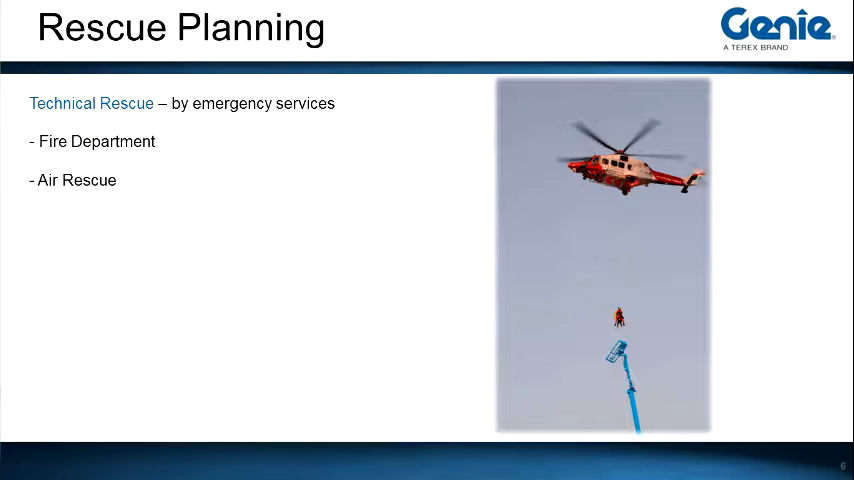 Rescue Planning
Genie
A TEREX BRAND
Technical Rescue – by emergency services
- Fire Department
- Air Rescue
6